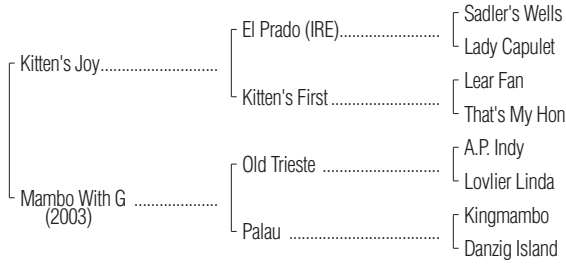 Sadler's Wells
El Prado (IRE)
Lady Capulet
Kitten's Joy
Lear Fan
Kitten's First
That's My Hon
A.P. Indy
Old Trieste
Lovlier Linda
Mambo With G
(2003)
Kingmambo
Palau
Danzig Island